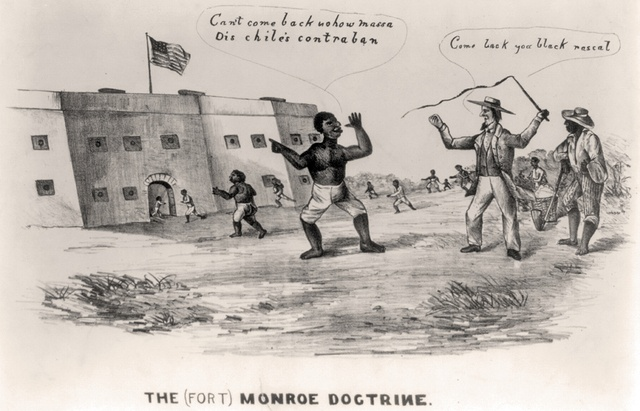 Can't come back nohow massa
Dis chile's contraban
Come back you black rascal
THE (FORT) MONROE DOCTRINE.